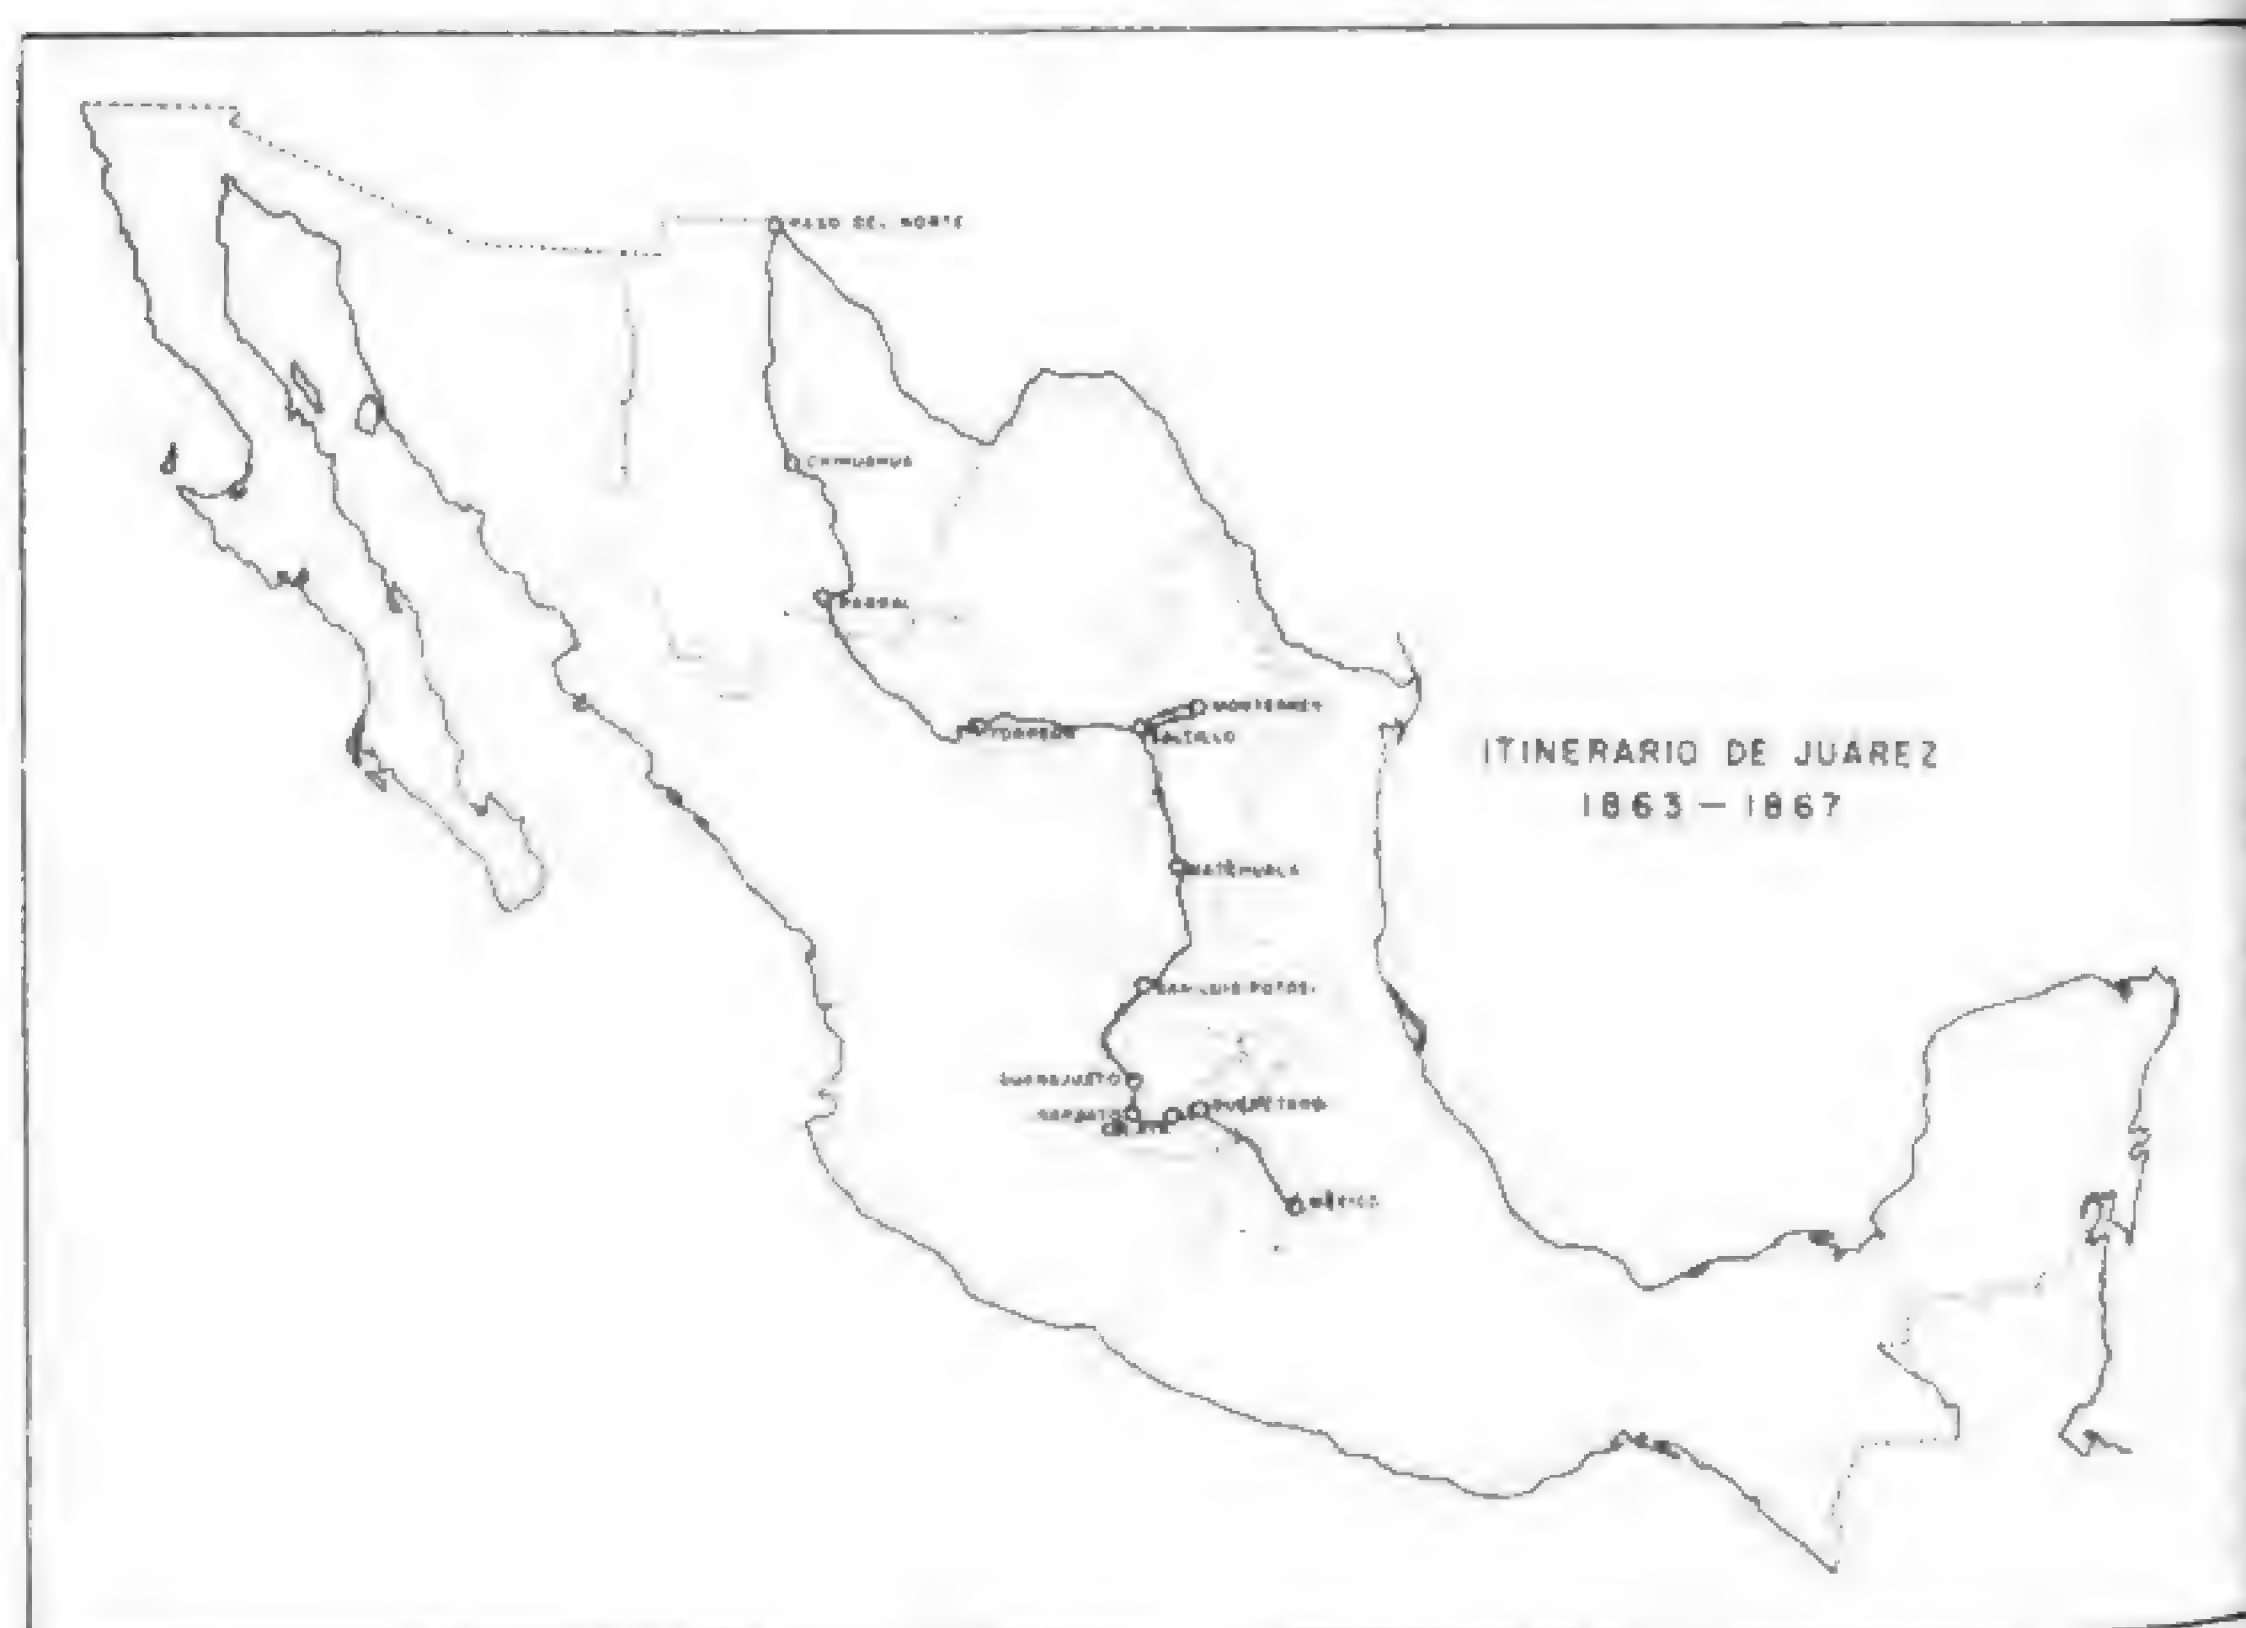 PASO DEL NORTE
CHIHUAHUA
PARRAL
MONTERREY
TORREON
SALTILLO
ITINERARIO DE JUAREZ
1863 — 1867
MATEHUALA
SAN LUIS POTOSI
GUANAJUATO
QUERETARO
MEXICO